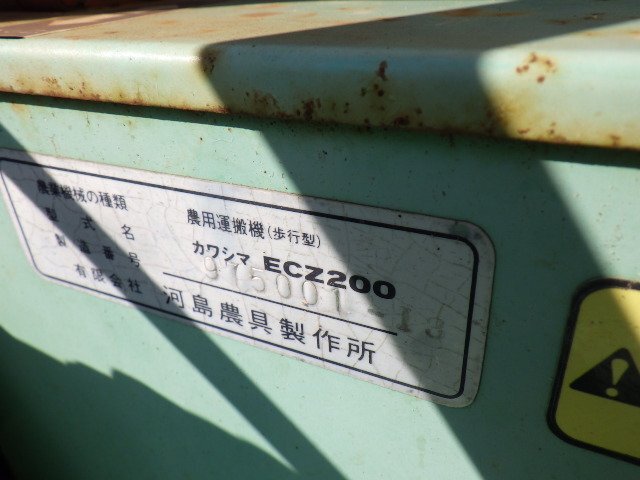 農業機械の種類 農用運搬機(歩行型)
型式名 カワシマ ECZ200
製造番号 975001-13
有限会社 河島農具製作所